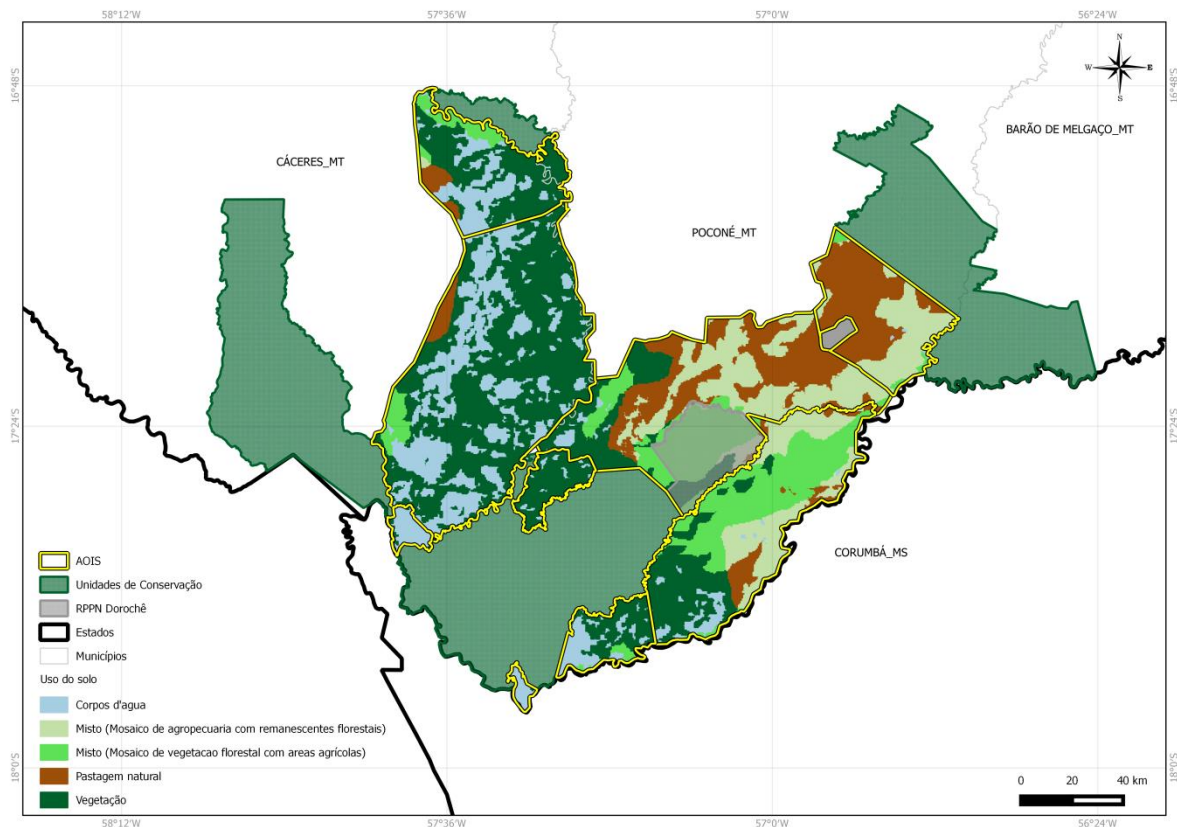 58°12'W
57°36'W
57°0'W
56°24'W
N
W
E
S
16°48'S
16°48'S
BARÃO DE MELGAÇO_MT
CÁCERES_MT
POCONÉ_MT
17°24'S
17°24'S
CORUMBÁ_MS
AOIS
Unidades de Conservação
RPPN Dorochê
Estados
Municípios
Uso do solo
Corpos d'agua
Misto (Mosaico de agropecuaria com remanescentes florestais)
Misto (Mosaico de vegetacao florestal com areas agrícolas)
Pastagem natural
Vegetação
18°0'S
18°0'S
0 20 40 km
58°12'W
57°36'W
57°0'W
56°24'W